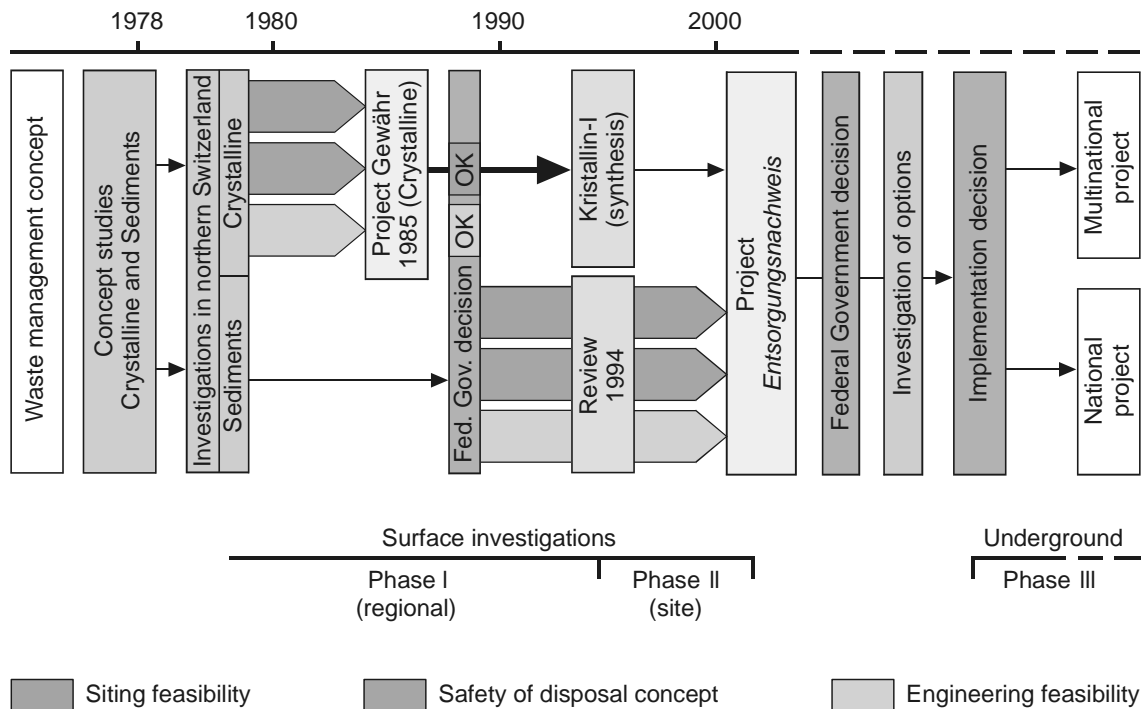 1978
1980
1990
2000
Waste management concept
Concept studies
Crystalline and Sediments
Investigations in northern Switzerland
Crystalline
Sediments
Project Gewähr
1985 (Crystalline)
OK
OK
Fed. Gov. decision
Kristallin-I
(synthesis)
Review
1994
Project
Entsorgungsnachweis
Federal Government decision
Investigation of options
Implementation decision
Multinational
project
National
project
Surface investigations
Underground
Phase I
(regional)
Phase II
(site)
Phase III
Siting feasibility
Safety of disposal concept
Engineering feasibility